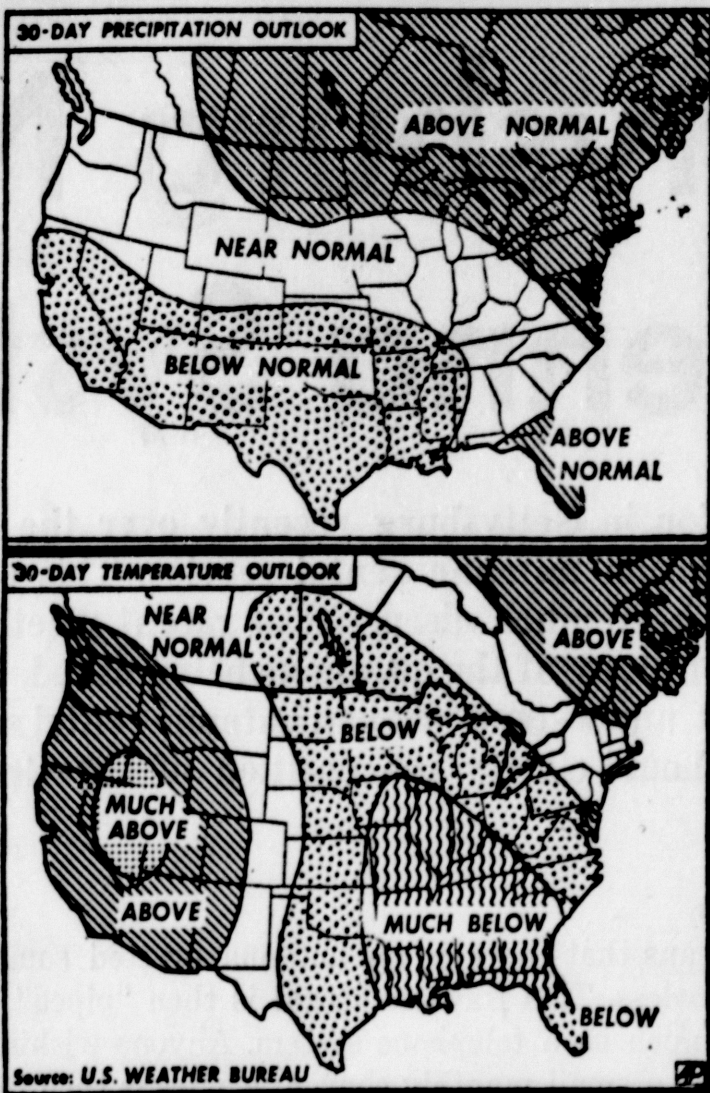 30-DAY PRECIPITATION OUTLOOK
ABOVE NORMAL
NEAR NORMAL
BELOW NORMAL
ABOVE
NORMAL
30-DAY TEMPERATURE OUTLOOK
NEAR
NORMAL
ABOVE
BELOW
MUCH
ABOVE
ABOVE
MUCH BELOW
BELOW
Source: U.S. WEATHER BUREAU
AP